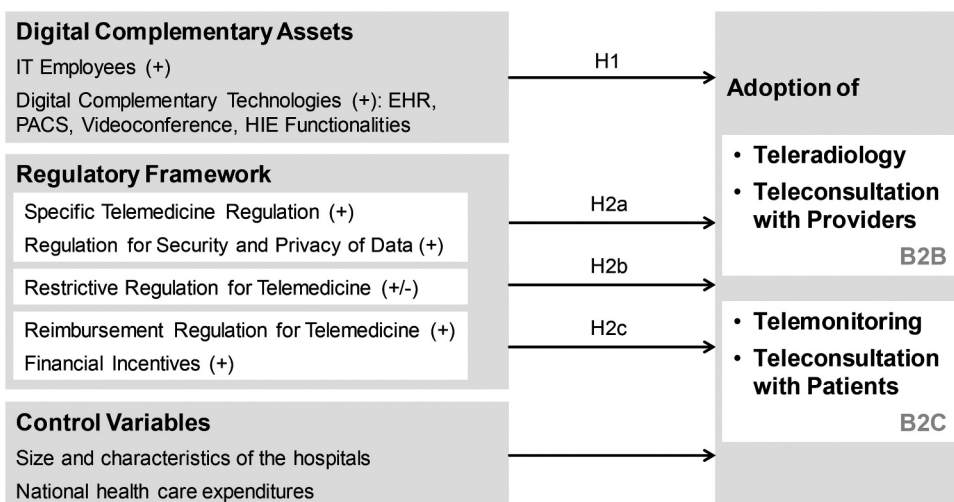 Digital Complementary Assets
IT Employees (+)
Digital Complementary Technologies (+): EHR,
PACS, Videoconference, HIE Functionalities
H1
Regulatory Framework
Specific Telemedicine Regulation (+)
Regulation for Security and Privacy of Data (+)
H2a
Restrictive Regulation for Telemedicine (+/-)
H2b
Reimbursement Regulation for Telemedicine (+)
Financial Incentives (+)
H2c
Control Variables
Size and characteristics of the hospitals
National health care expenditures
Adoption of
• Teleradiology
• Teleconsultation
with Providers
B2B
• Telemonitoring
• Teleconsultation
with Patients
B2C